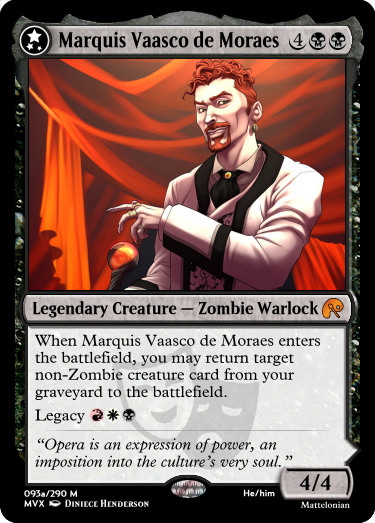 Marquis Vaasco de Moraes 4
Legendary Creature — Zombie Warlock
When Marquis Vaasco de Moraes enters
the battlefield, you may return target
non-Zombie creature card from your
graveyard to the battlefield.
Legacy
“Opera is an expression of power, an
imposition into the culture’s very soul.”
4/4
093a/290 M
MVX Diniece Henderson
He/him
Mattelonian